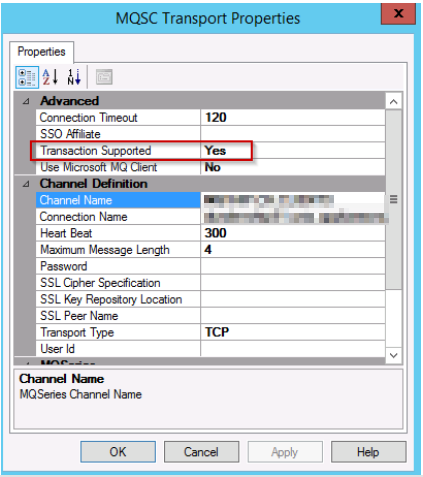 MQSC Transport Properties
x
Properties
Advanced
Connection Timeout 120
SSO Affiliate
Transaction Supported Yes
Use Microsoft MQ Client No
Channel Definition
Channel Name
Connection Name
Heart Beat 300
Maximum Message Length 4
Password
SSL Cipher Specification
SSL Key Repository Location
SSL Peer Name
Transport Type TCP
User Id
MQSeries
Channel Name
MQSeries Channel Name
OK Cancel Apply Help